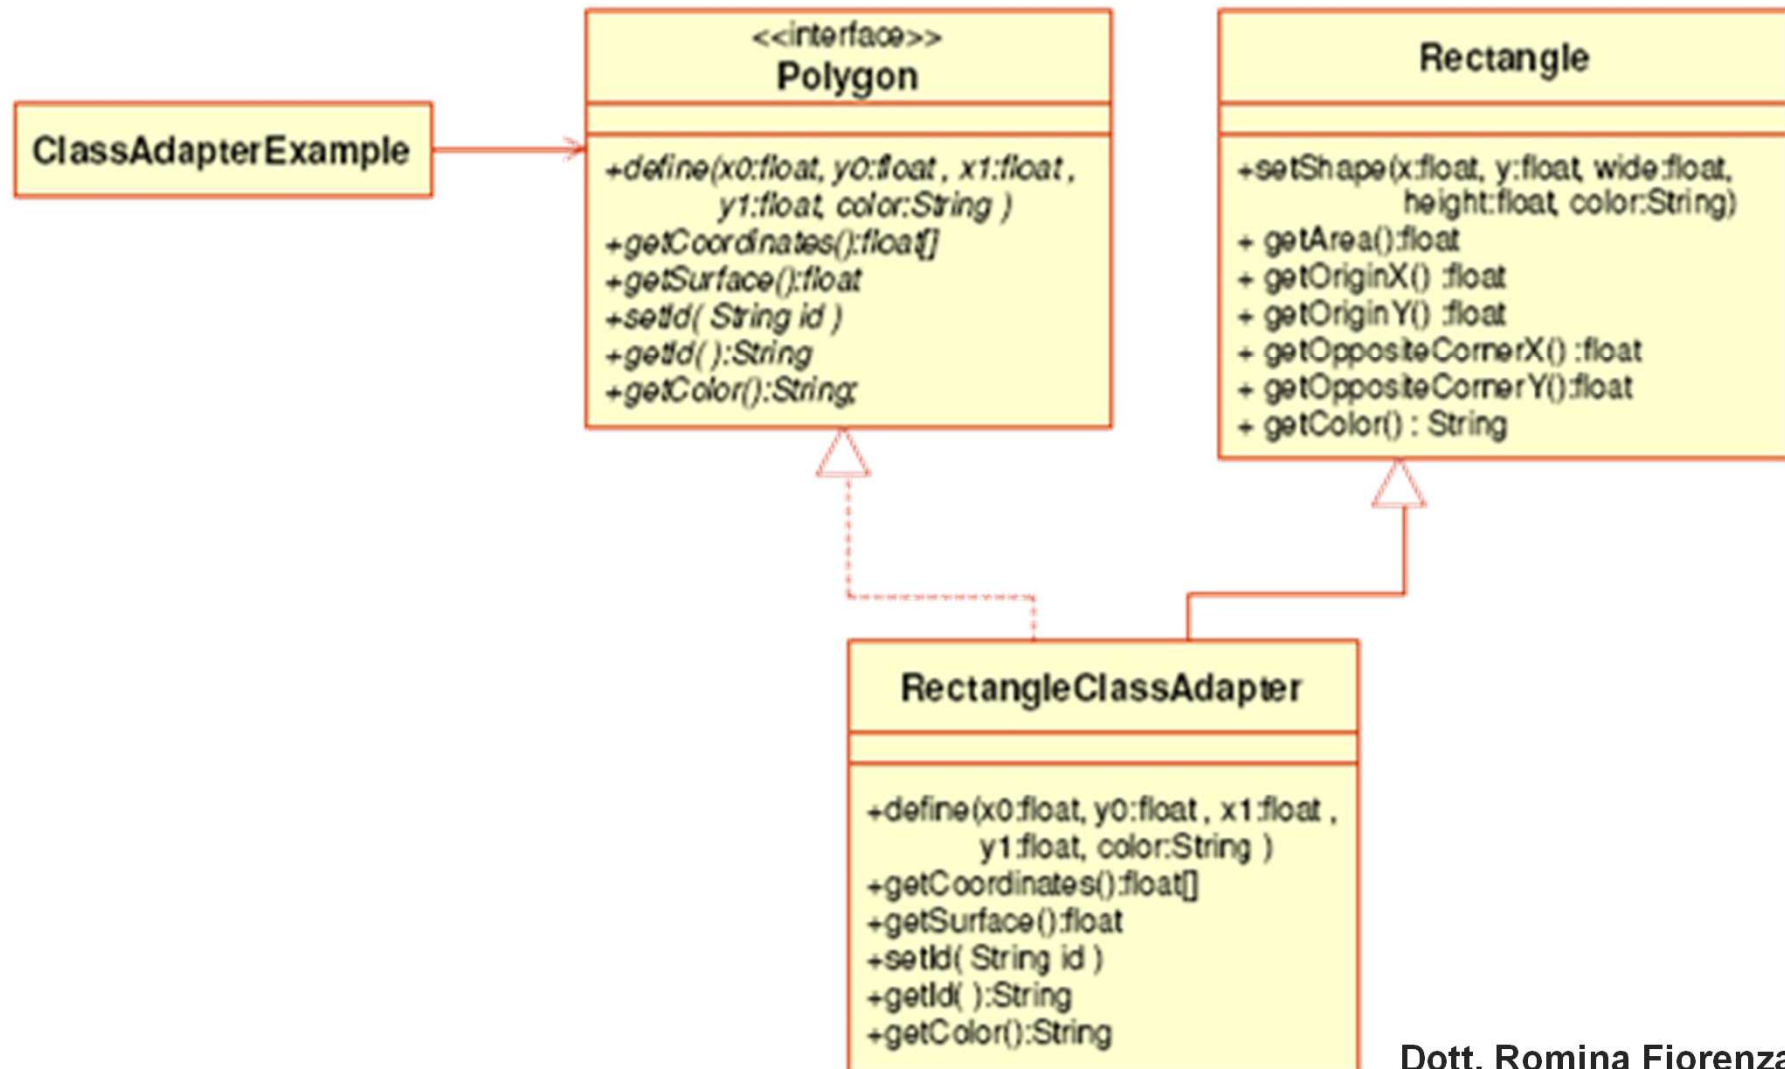 ClassAdapterExample
<<interface>>
Polygon
+define(x0:float, y0:float , x1:float ,
y1:float, color:String )
+getCoordinates():float[]
+getSurface():float
+setId( String id )
+getId( ):String
+getColor():String;
Rectangle
+setShape(x:float, y:float, wide:float,
height:float, color:String)
+ getArea():float
+ getOriginX() :float
+ getOriginY() :float
+ getOppositeCornerX() :float
+ getOppositeCornerY():float
+ getColor() : String
RectangleClassAdapter
+define(x0:float, y0:float , x1:float ,
y1:float, color:String )
+getCoordinates():float[]
+getSurface():float
+setId( String id )
+getId( ):String
+getColor():String
Dott. Romina Fiorenza